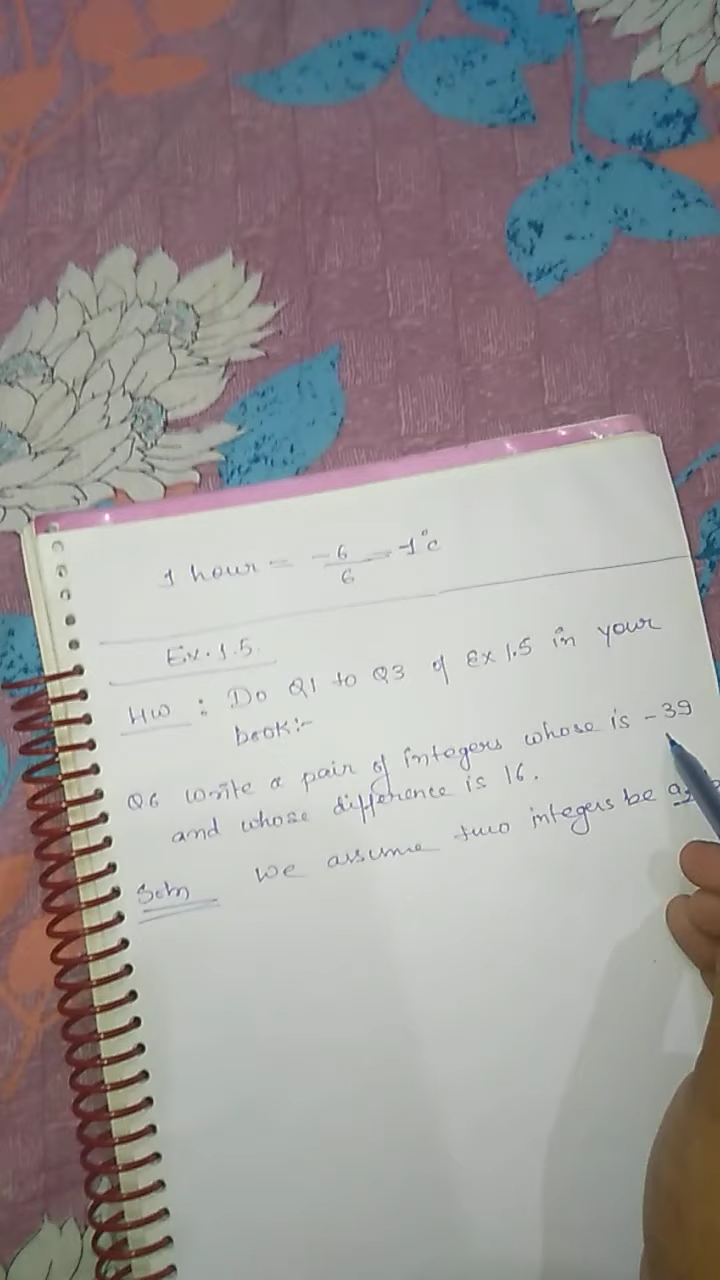 1 hour = -6/6 = -1°c
Ex. 1.5.
HW : Do Q1 to Q3 of Ex 1.5 in your
book:-
Q6 Write a pair of integers whose is -39
and whose difference is 16.
Soln We assume two integers be